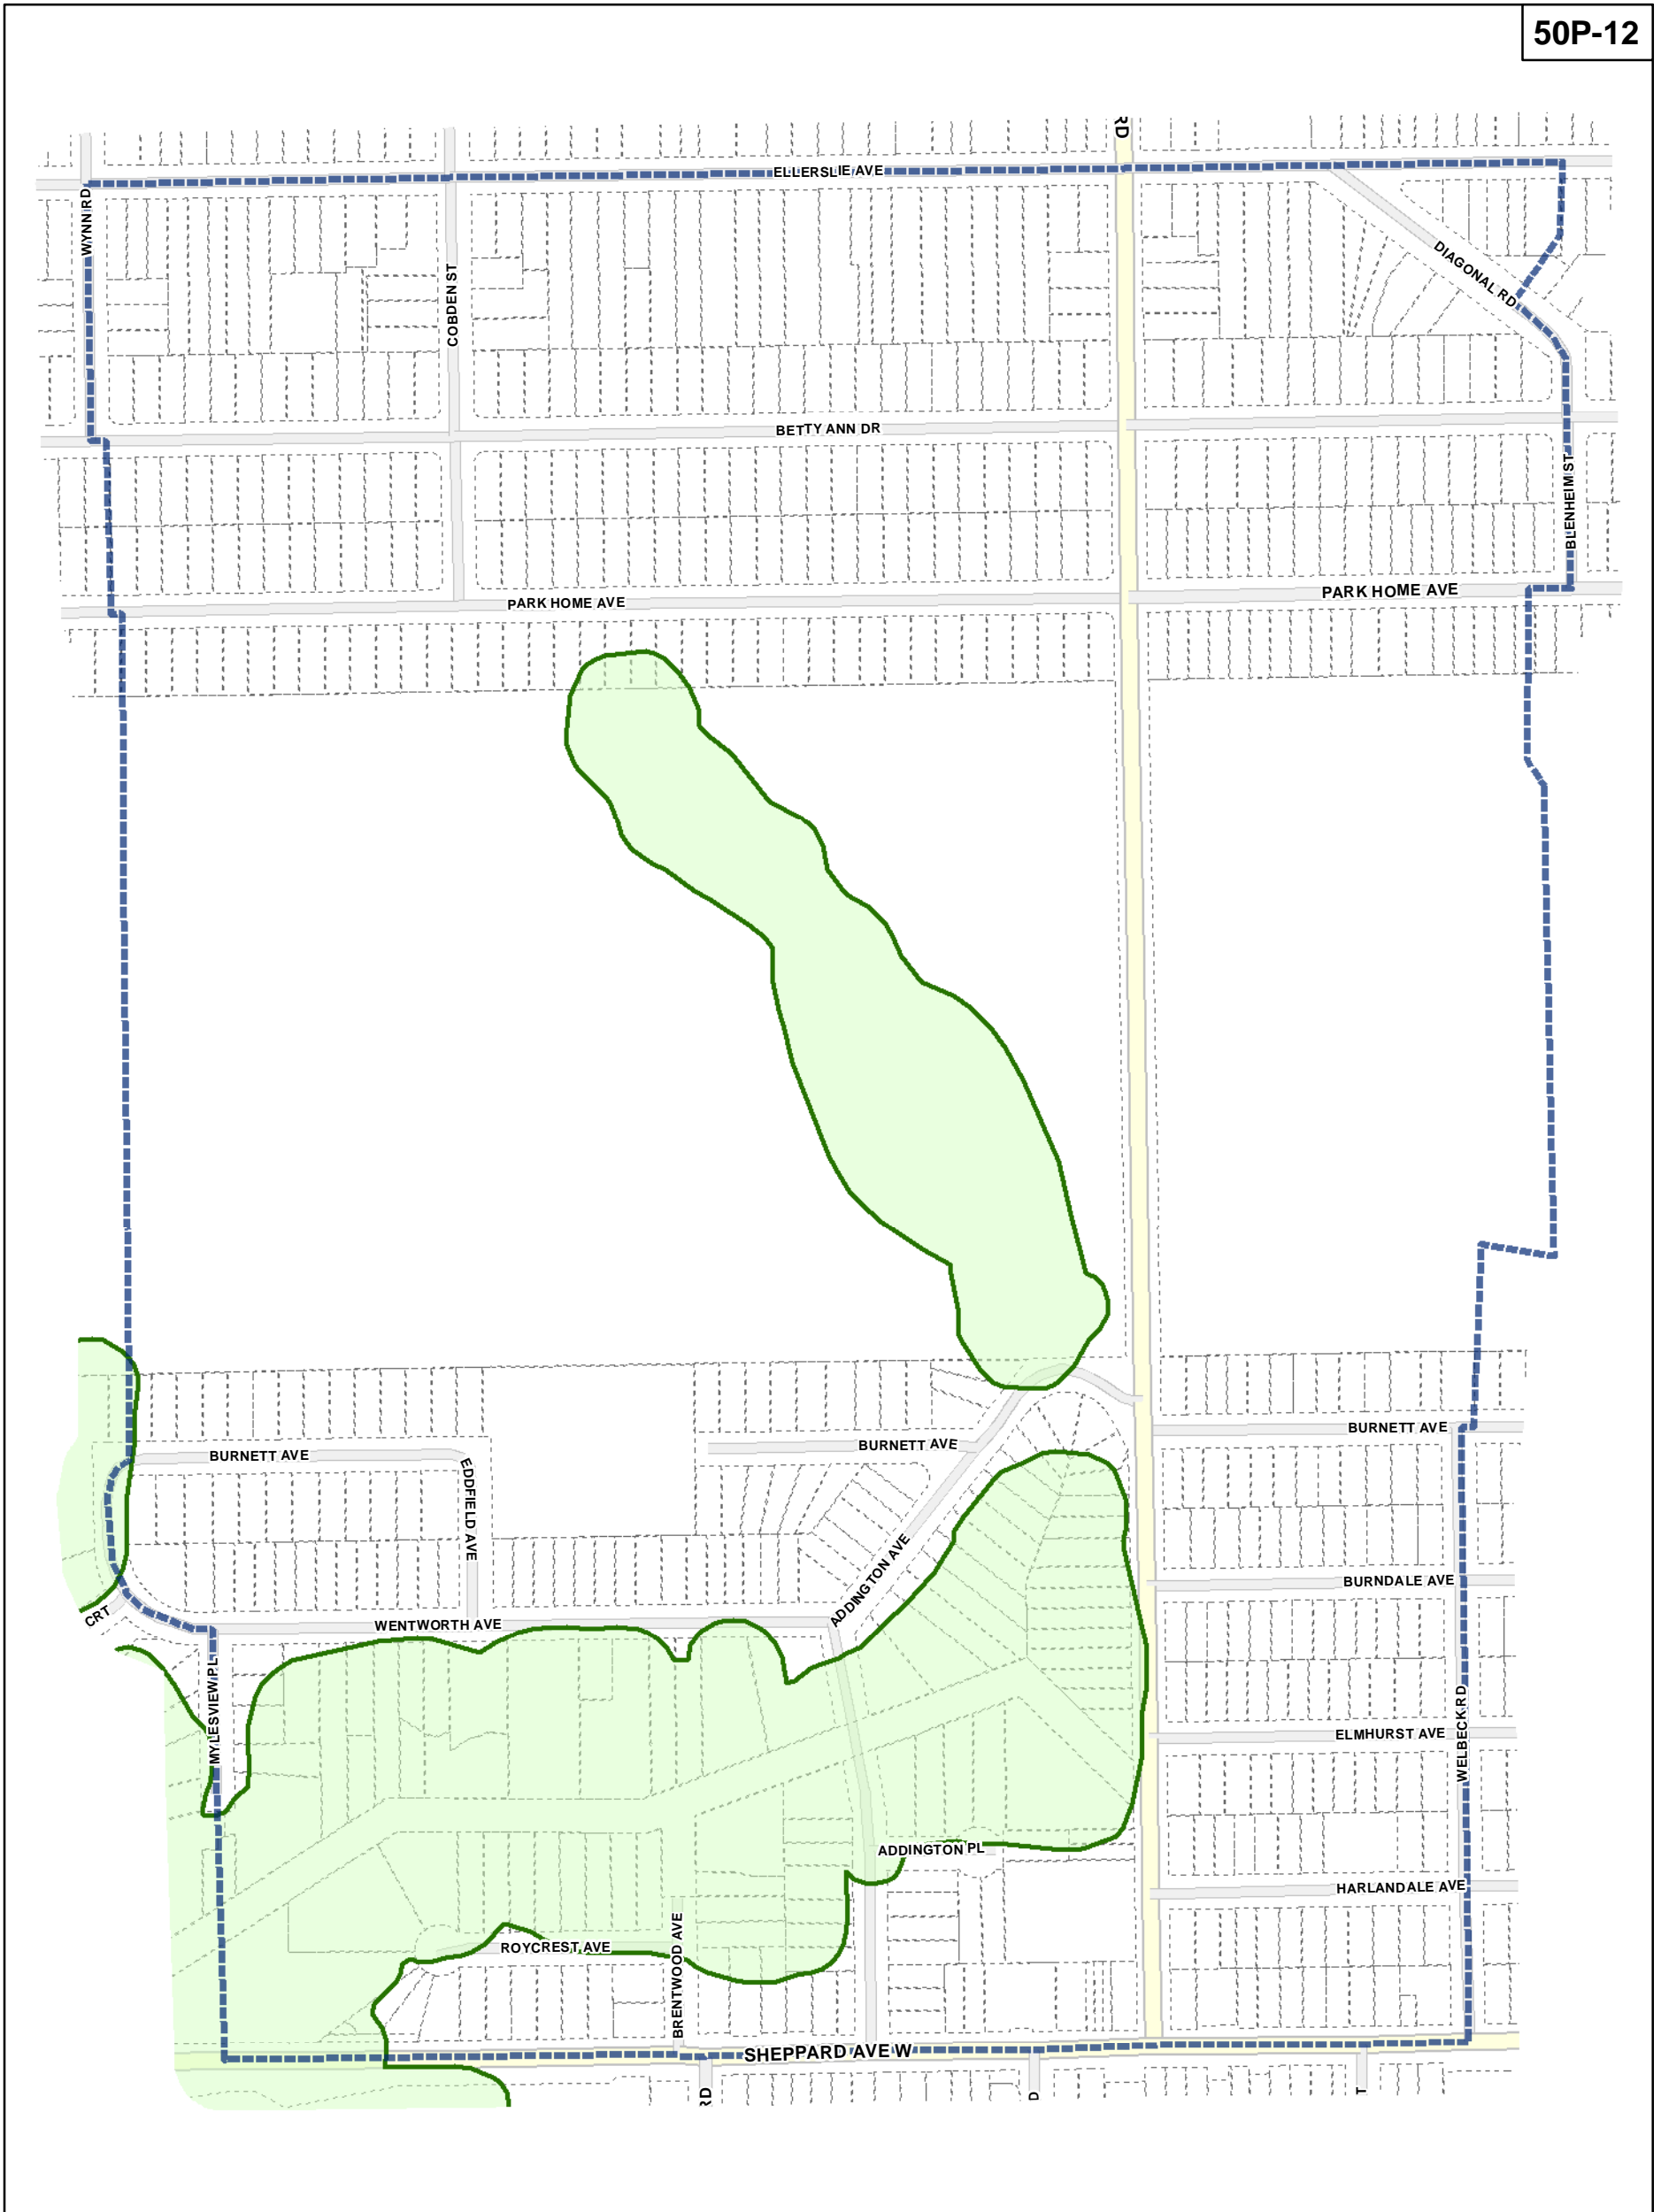 50P-12
RD
ELLERSLIE AVE
WYNN RD
DIAGONAL RD
COBDEN ST
BETTY ANN DR
BLENHEIM ST
PARK HOME AVE
PARK HOME AVE
BURNETT AVE
BURNETT AVE
BURNETT AVE
EDDFIELD AVE
ADDINGTON AVE
BURNDALE AVE
CRT
WENTWORTH AVE
MYLESVIEW PL
WELBECK RD
ELMHURST AVE
ADDINGTON PL
HARLANDALE AVE
ROYCREST AVE
BRENTWOOD AVE
SHEPPARD AVE W
RD
D
T